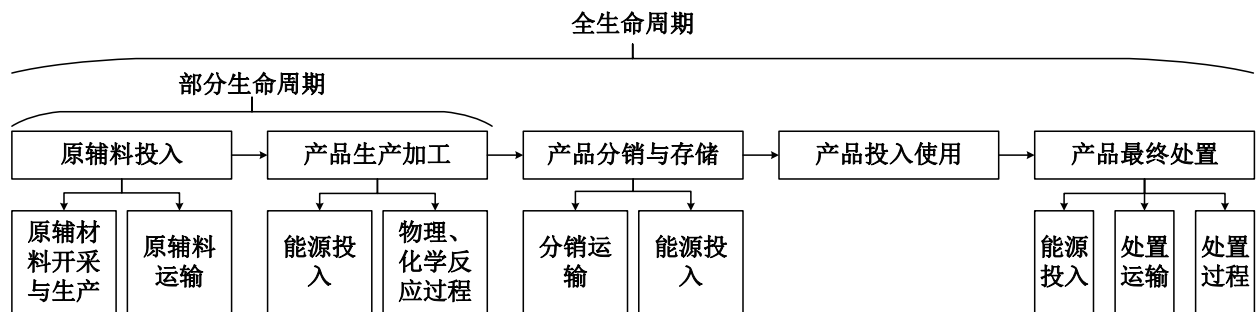 全生命周期
部分生命周期
原辅料投入
产品生产加工
产品分销与存储
产品投入使用
产品最终处置
原辅材
料开采
与生产
原辅料
运输
能源投
入
物理、
化学反
应过程
分销运
输
能源投
入
能源
投入
处置
运输
处置
过程